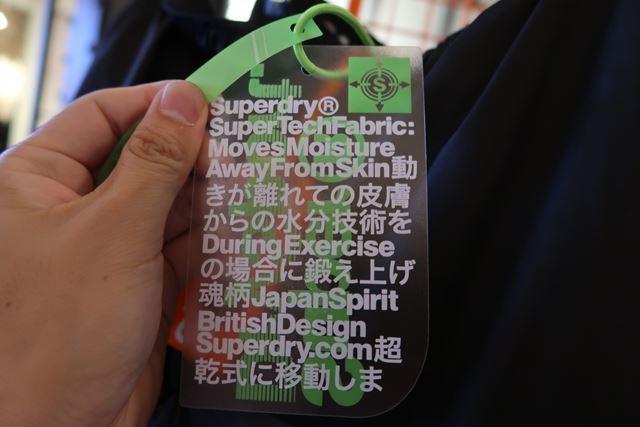 S
Superdry®
SuperTechFabric:
MovesMoisture
AwayFromSkin動
きが離れての皮膚
からの水分技術を
DuringExercise
の場合に鍛え上げ
魂柄JapanSpirit
BritishDesign
Superdry.com超
乾式に移動しま